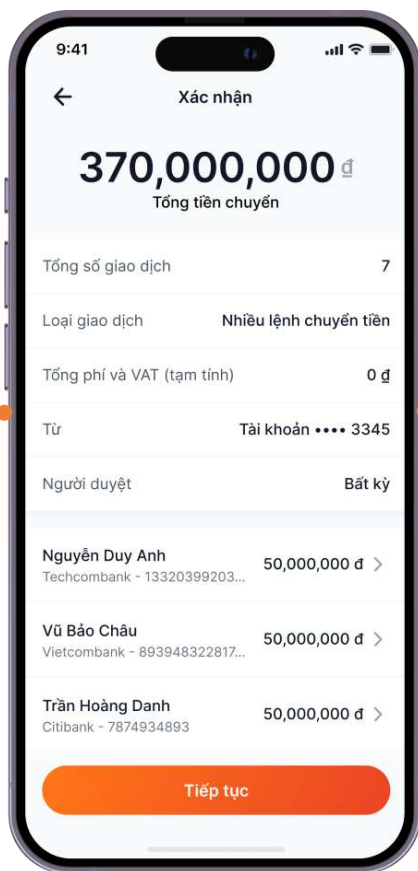 9:41
Xác nhận
370,000,000 đ
Tổng tiền chuyển
Tổng số giao dịch 7
Loại giao dịch Nhiều lệnh chuyển tiền
Tổng phí và VAT (tạm tính) 0 đ
Từ Tài khoản •••• 3345
Người duyệt Bất kỳ
Nguyễn Duy Anh 50,000,000 đ
Techcombank - 13320399203...
Vũ Bảo Châu 50,000,000 đ
Vietcombank - 893948322817...
Trần Hoàng Danh 50,000,000 đ
Citibank - 7874934893
Tiếp tục